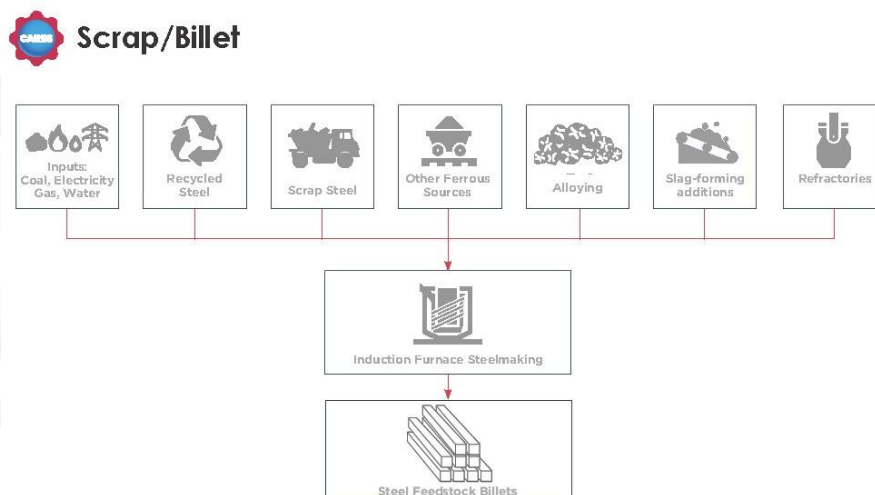 CARES
Scrap/Billet
Inputs:
Coal, Electricity
Gas, Water
Recycled
Steel
Scrap Steel
Other Ferrous
Sources
Alloying
Slag-forming
additions
Refractories
Induction Furnace Steelmaking
Steel Feedstock Billets